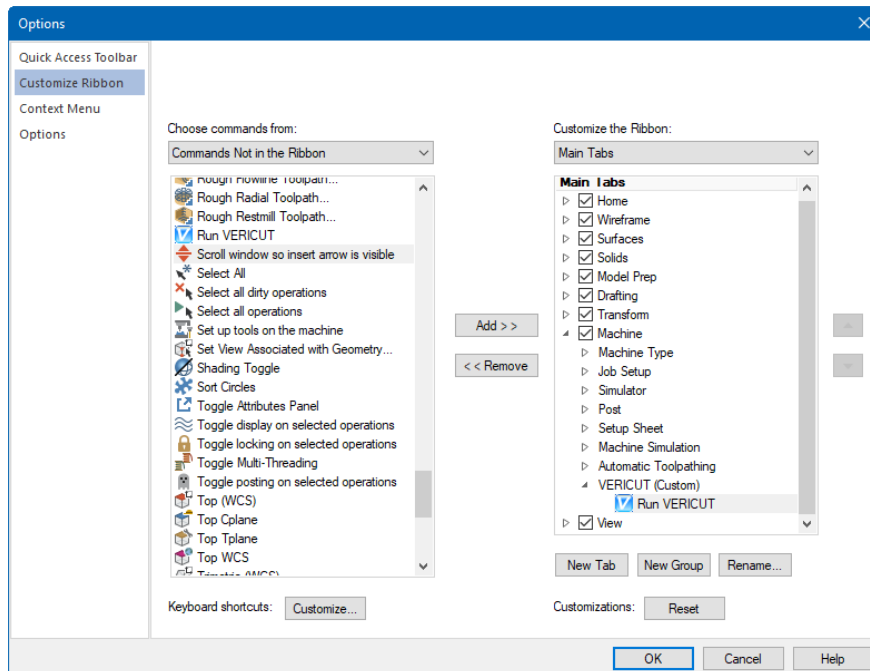 Options
Quick Access Toolbar
Customize Ribbon
Context Menu
Options
Choose commands from:
Commands Not in the Ribbon
Rough Flowline Toolpath...
Rough Radial Toolpath...
Rough Restmill Toolpath...
Run VERICUT
Scroll window so insert arrow is visible
Select All
Select all dirty operations
Select all operations
Set up tools on the machine
Set View Associated with Geometry...
Shading Toggle
Sort Circles
Toggle Attributes Panel
Toggle display on selected operations
Toggle locking on selected operations
Toggle Multi-Threading
Toggle posting on selected operations
Top (WCS)
Top Cplane
Top Tplane
Top WCS
Trimetric (WCS)
Keyboard shortcuts:
Customize...
Add > >
< < Remove
Customize the Ribbon:
Main Tabs
Main Tabs
Home
Wireframe
Surfaces
Solids
Model Prep
Drafting
Transform
Machine
Machine Type
Job Setup
Simulator
Post
Setup Sheet
Machine Simulation
Automatic Toolpathing
VERICUT (Custom)
Run VERICUT
View
New Tab
New Group
Rename...
Customizations:
Reset
OK
Cancel
Help